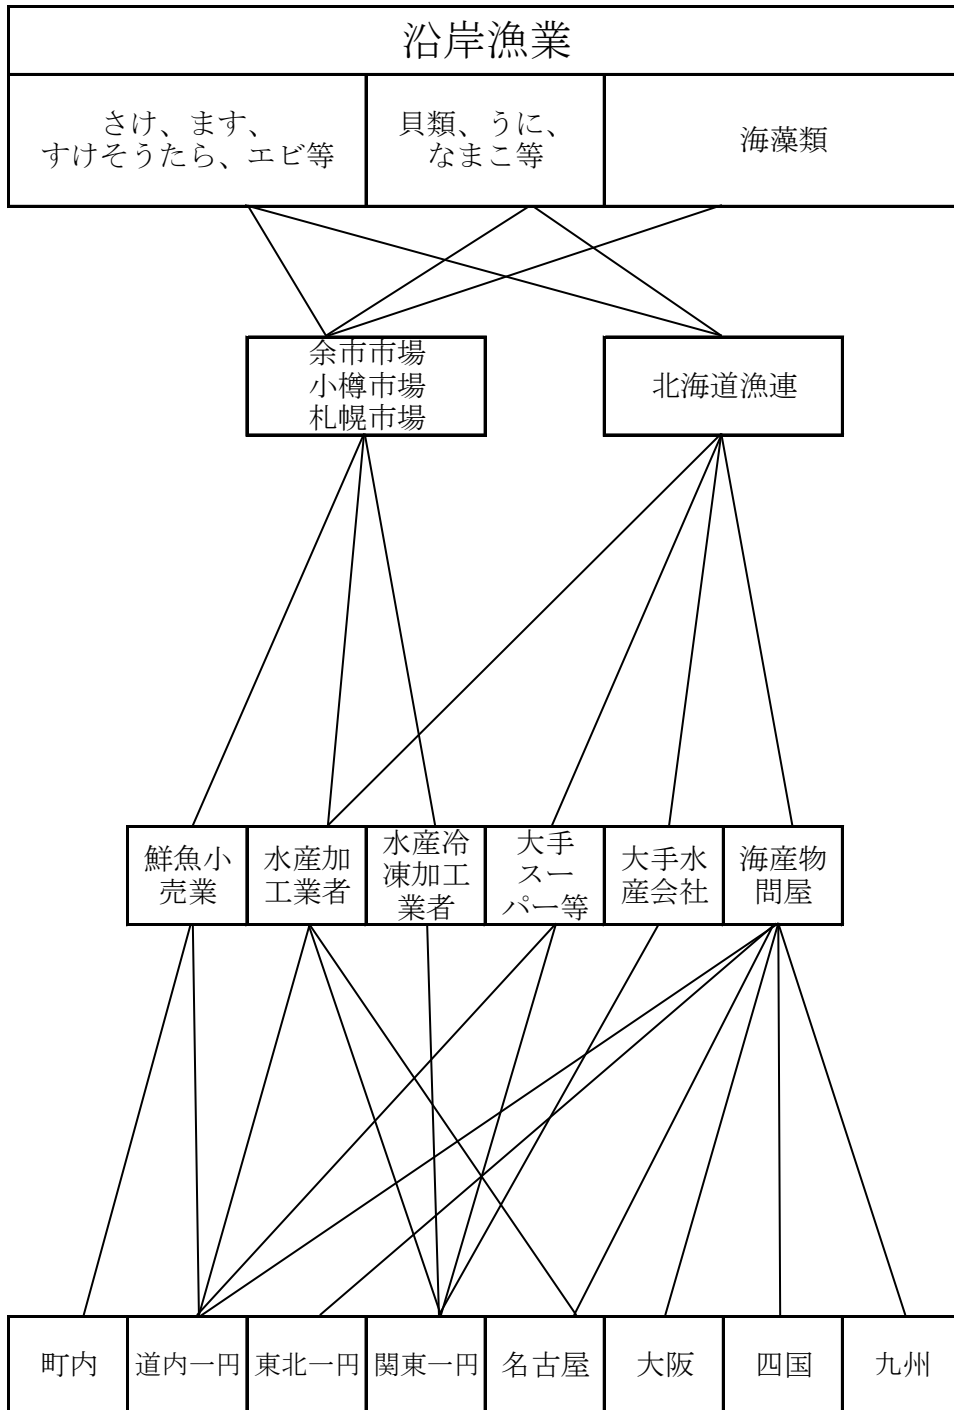 沿岸漁業
さけ、ます、
すけそうたら、エビ等
貝類、うに、
なまこ等
海藻類
余市市場
小樽市場
札幌市場
北海道漁連
鮮魚小
売業
水産加
工業者
水産冷
凍加工
業者
大手
スー
パー等
大手水
産会社
海産物
問屋
町内
道内一円
東北一円
関東一円
名古屋
大阪
四国
九州